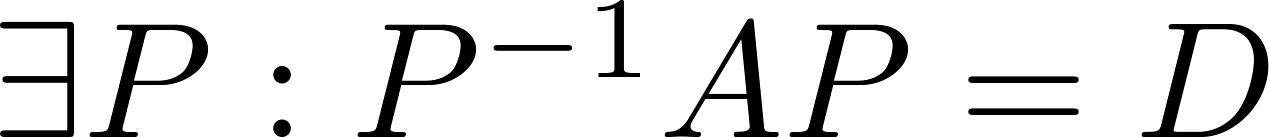 ∃P : P⁻¹AP = D